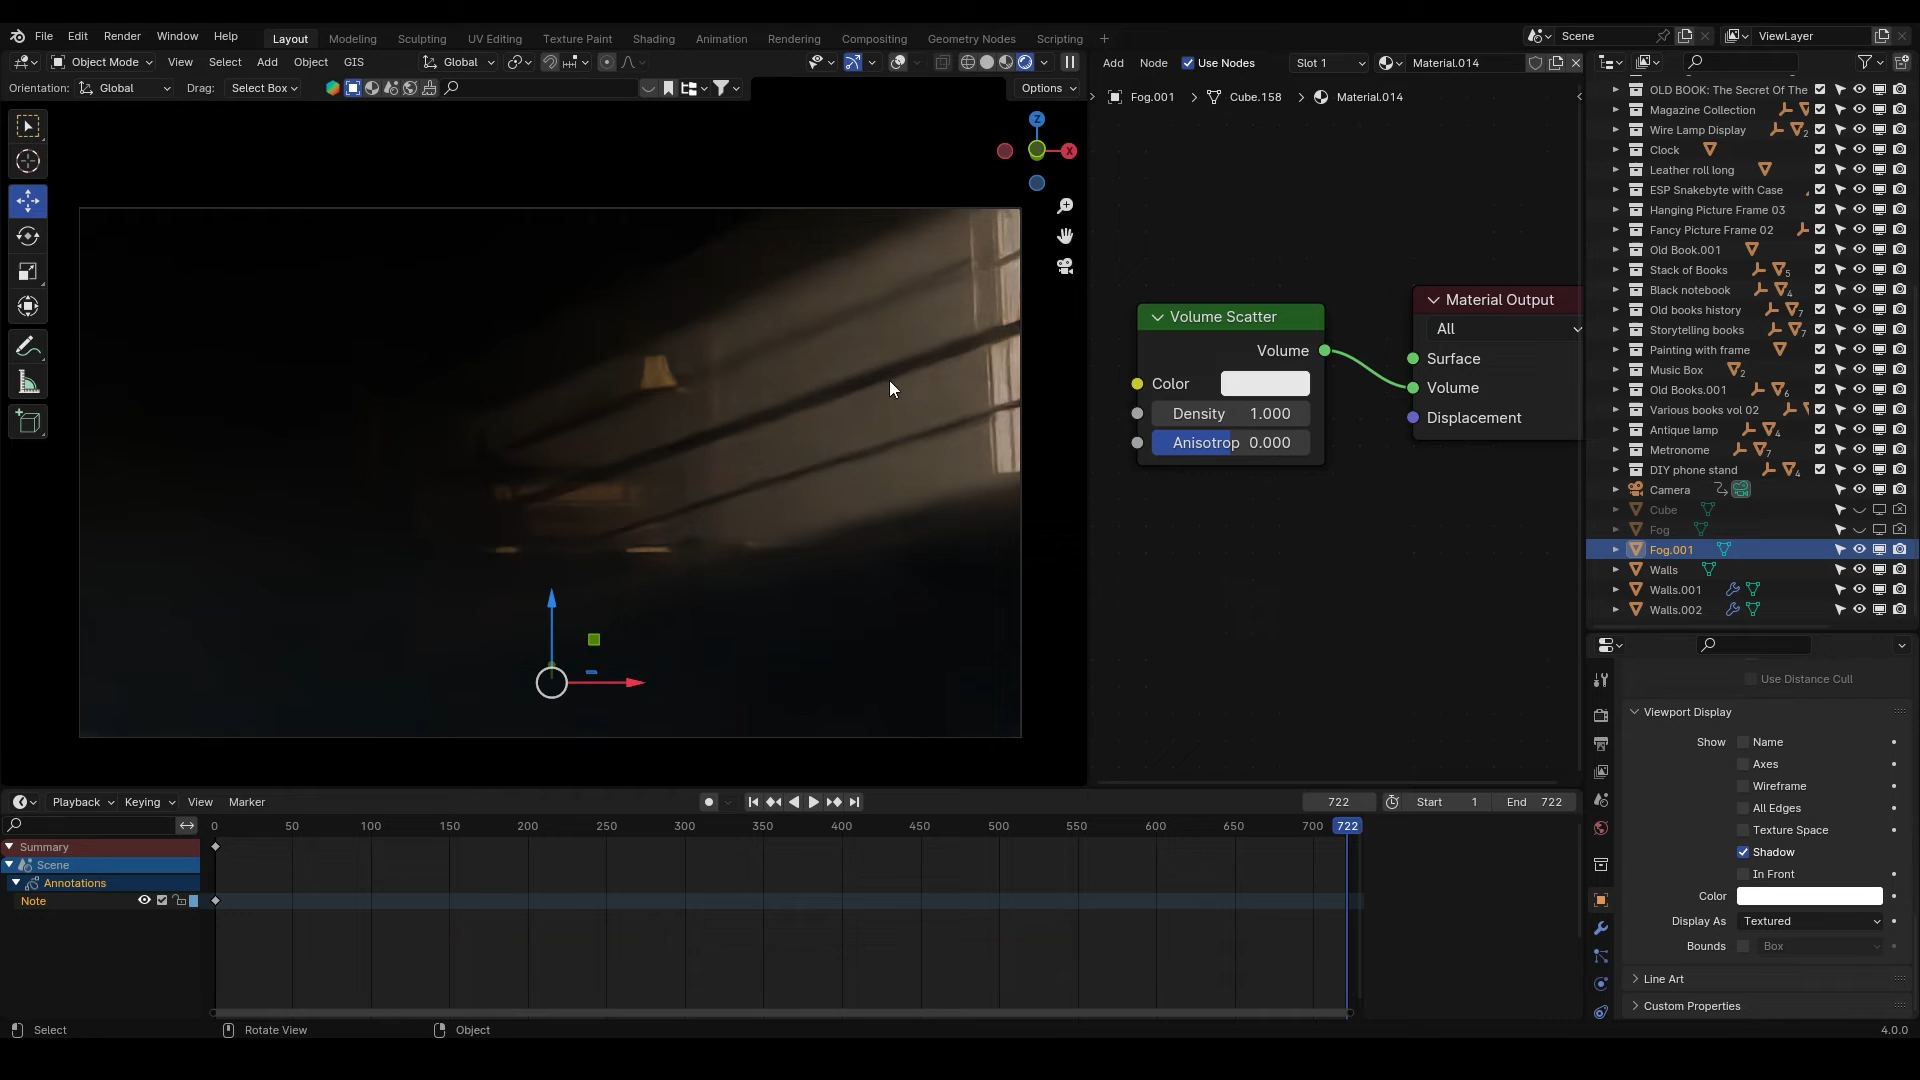 File Edit Render Window Help Layout Modeling Sculpting UV Editing Texture Paint Shading Animation Rendering Compositing Geometry Nodes Scripting + Scene ViewLayer
Object Mode View Select Add Object GIS Global Options
Orientation: Global Drag: Select Box
Add Node Use Nodes Slot 1 Material.014
Fog.001 Cube.158 Material.014
Z
X
Volume Scatter
Volume
Color
Density 1.000
Anisotrop 0.000
Material Output
All
Surface
Volume
Displacement
OLD BOOK: The Secret Of The
Magazine Collection
Wire Lamp Display 2
Clock
Leather roll long
ESP Snakebyte with Case
Hanging Picture Frame 03
Fancy Picture Frame 02
Old Book.001
Stack of Books 5
Black notebook 4
Old books history 7
Storytelling books 7
Painting with frame
Music Box 2
Old Books.001 6
Various books vol 02
Antique lamp 4
Metronome 7
DIY phone stand 4
Camera
Cube
Fog
Fog.001
Walls
Walls.001
Walls.002
Use Distance Cull
Viewport Display
Show Name
Axes
Wireframe
All Edges
Texture Space
Shadow
In Front
Color
Display As Textured
Bounds Box
Line Art
Custom Properties
Playback Keying View Marker 722 Start 1 End 722
0 50 100 150 200 250 300 350 400 450 500 550 600 650 700 722
Summary
Scene
Annotations
Note
Select Rotate View Object 4.0.0